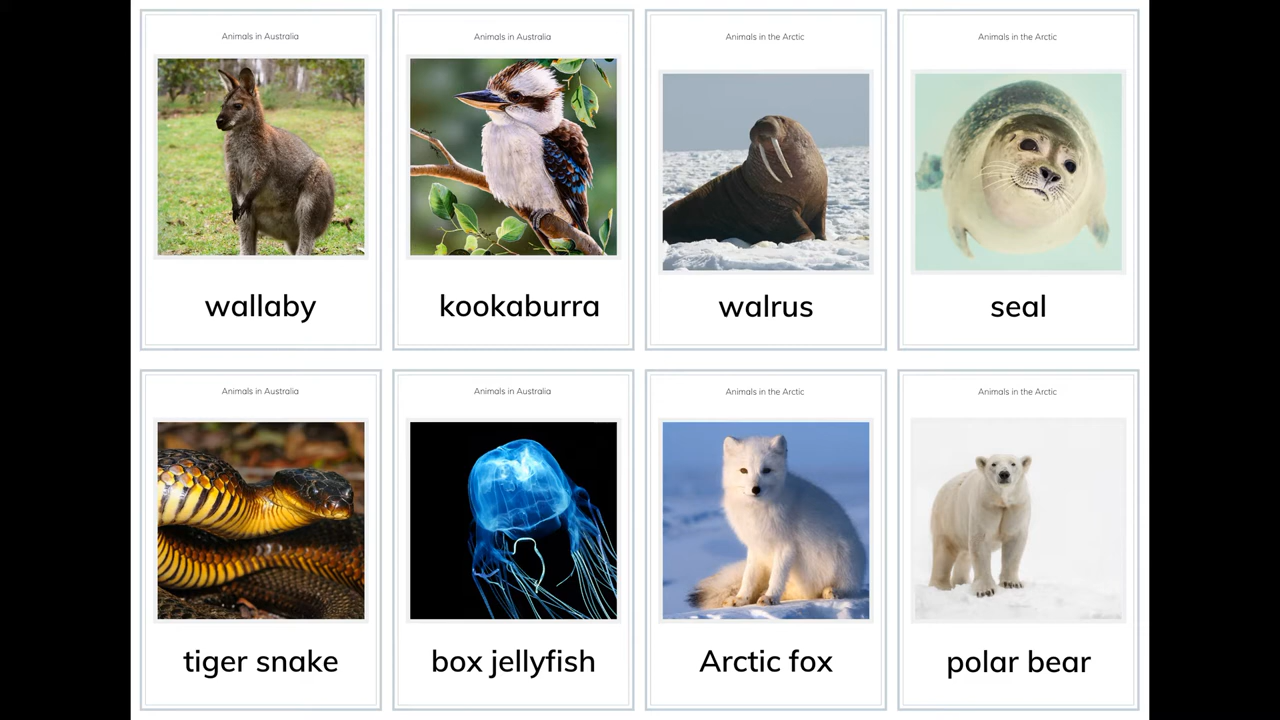 Animals in Australia
wallaby
Animals in Australia
kookaburra
Animals in the Arctic
walrus
Animals in the Arctic
seal
Animals in Australia
tiger snake
Animals in Australia
box jellyfish
Animals in the Arctic
Arctic fox
Animals in the Arctic
polar bear